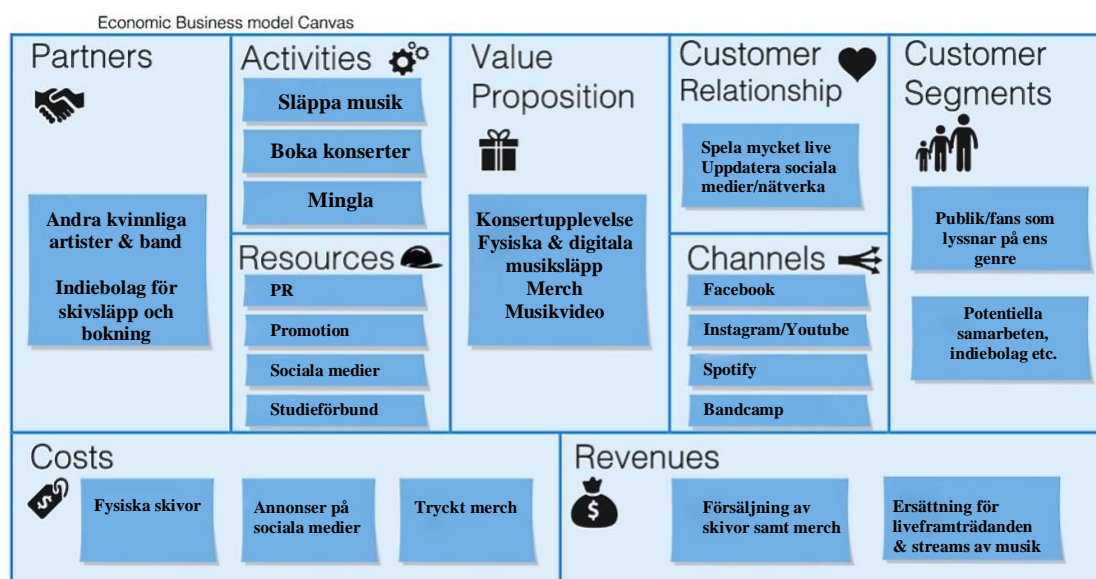 Economic Business model Canvas
Partners
Andra kvinnliga
artister & band
Indiebolag för
skivsläpp och
bokning
Activities
Släppa musik
Boka konserter
Mingla
Resources
PR
Promotion
Sociala medier
Studieförbund
Value
Proposition
Konsertupplevelse
Fysiska & digitala
musiksläpp
Merch
Musikvideo
Customer
Relationship
Spela mycket live
Uppdatera sociala
medier/nätverka
Channels
Facebook
Instagram/Youtube
Spotify
Bandcamp
Customer
Segments
Publik/fans som
lyssnar på ens
genre
Potentiella
samarbeten,
indiebolag etc.
Costs
$
Fysiska skivor
Annonser på
sociala medier
Tryckt merch
Revenues
$
Försäljning av
skivor samt merch
Ersättning för
liveframträdanden
& streams av musik